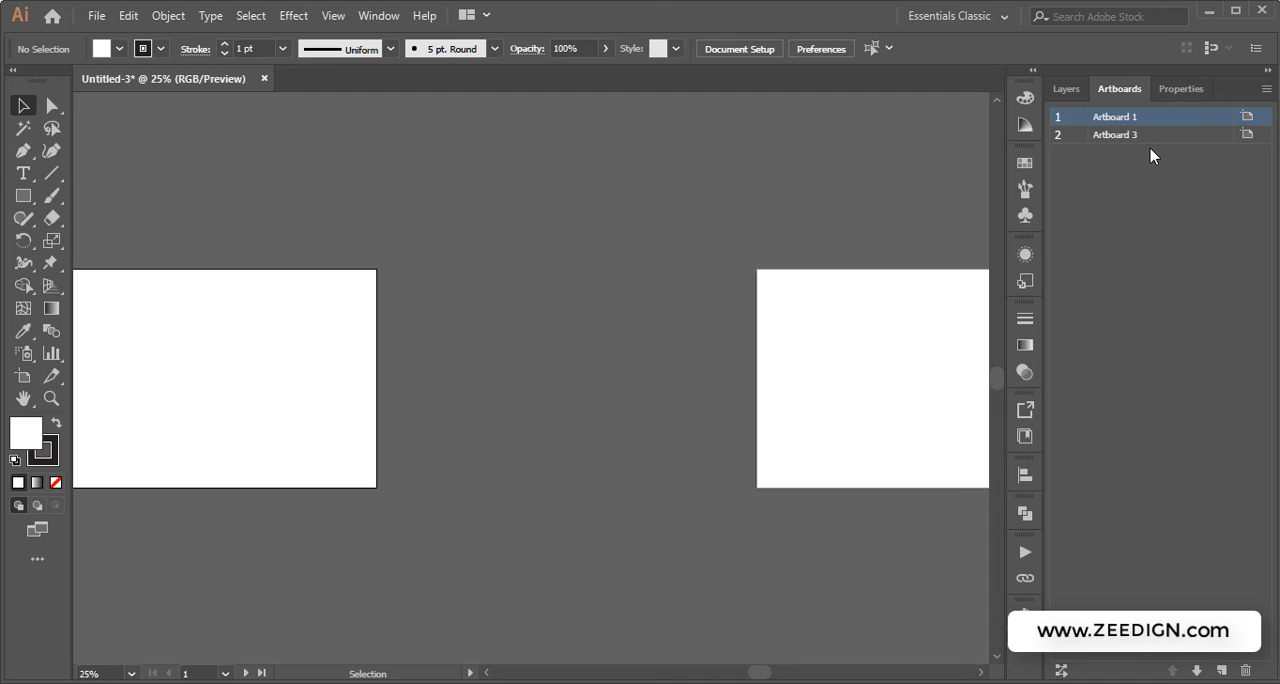 Ai File Edit Object Type Select Effect View Window Help Essentials Classic Search Adobe Stock
No Selection Stroke: 1 pt Uniform 5 pt. Round Opacity: 100% Style: Document Setup Preferences
Untitled-3* @ 25% (RGB/Preview)
Layers Artboards Properties
1 Artboard 1
2 Artboard 3
www.ZEEDIGN.com
25% 1 Selection